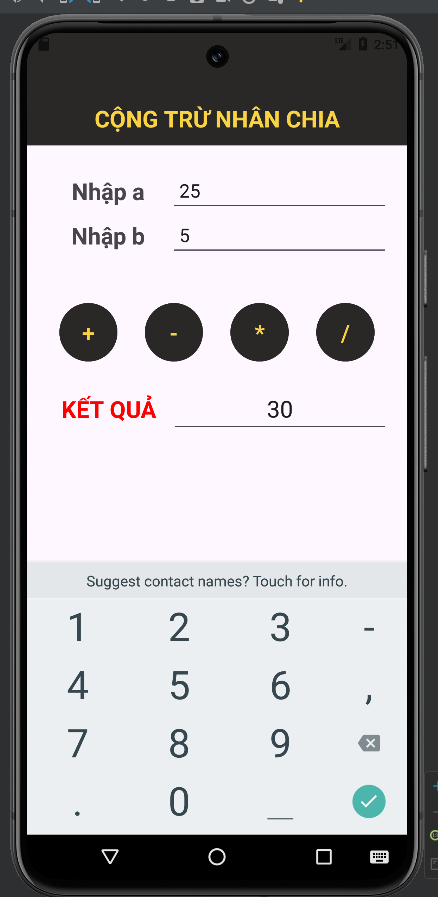 2:51
CỘNG TRỪ NHÂN CHIA
Nhập a 25
Nhập b 5
+ - * /
KẾT QUẢ 30
Suggest contact names? Touch for info.
1 2 3 -
4 5 6 ,
7 8 9
. 0 _